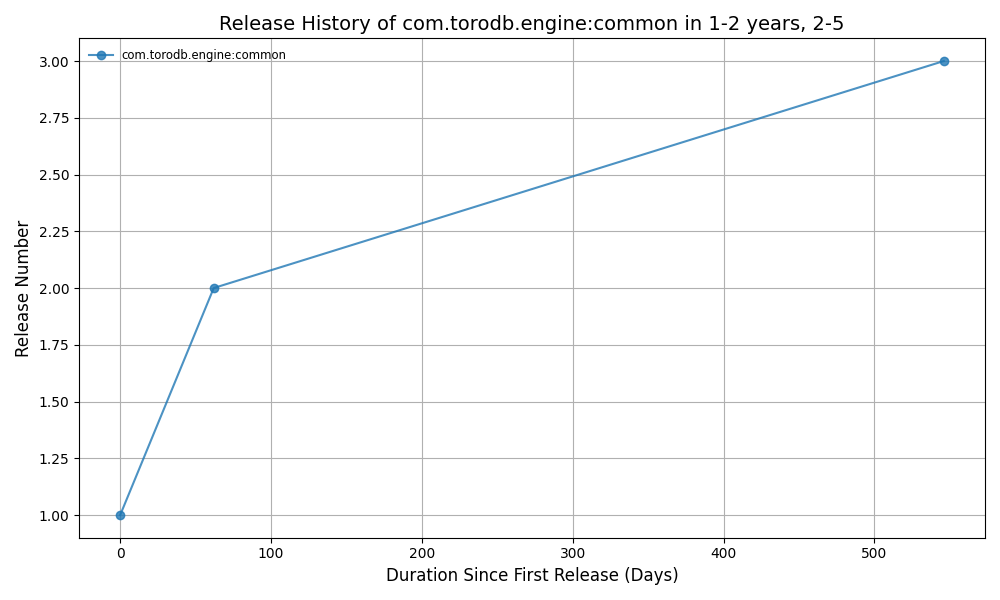 Release History of com.torodb.engine:common in 1-2 years, 2-5
com.torodb.engine:common
3.00
2.75
2.50
2.25
2.00
1.75
1.50
1.25
1.00
Release Number
0 100 200 300 400 500
Duration Since First Release (Days)